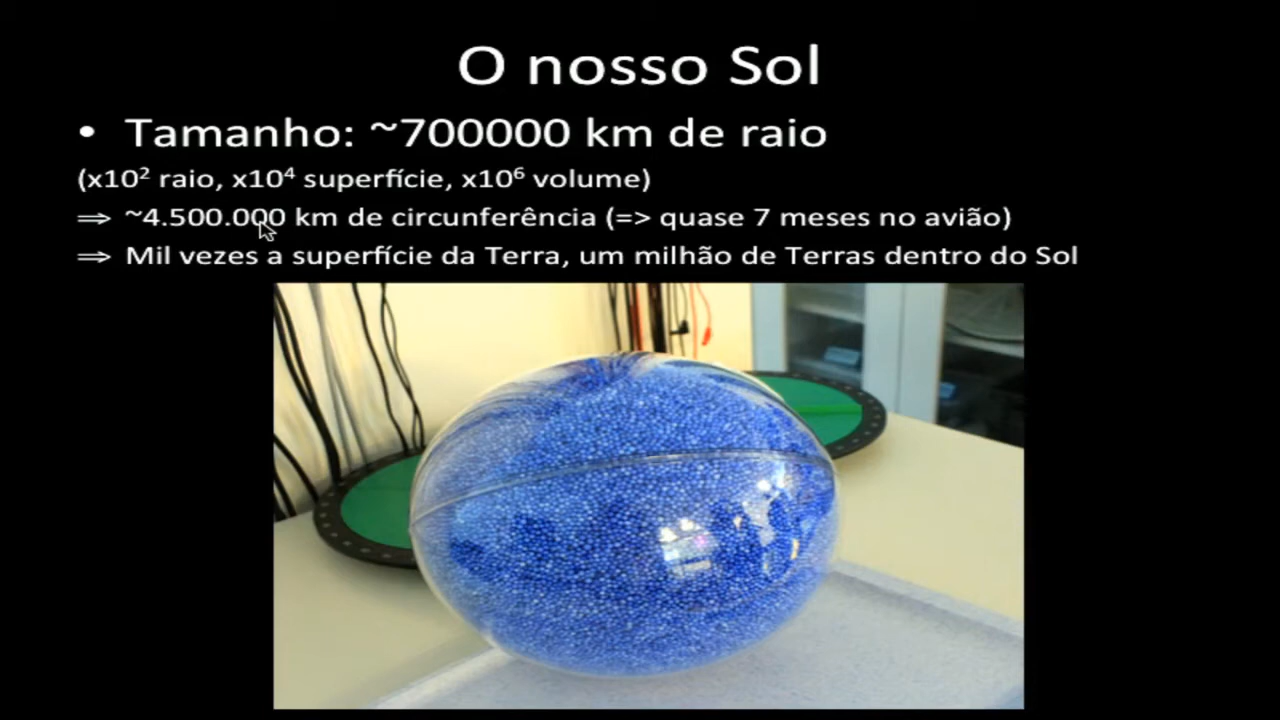 O nosso Sol
• Tamanho: ~700000 km de raio
(x10² raio, x10⁴ superfície, x10⁶ volume)
⇒ ~4.500.000 km de circunferência (=> quase 7 meses no avião)
⇒ Mil vezes a superfície da Terra, um milhão de Terras dentro do Sol